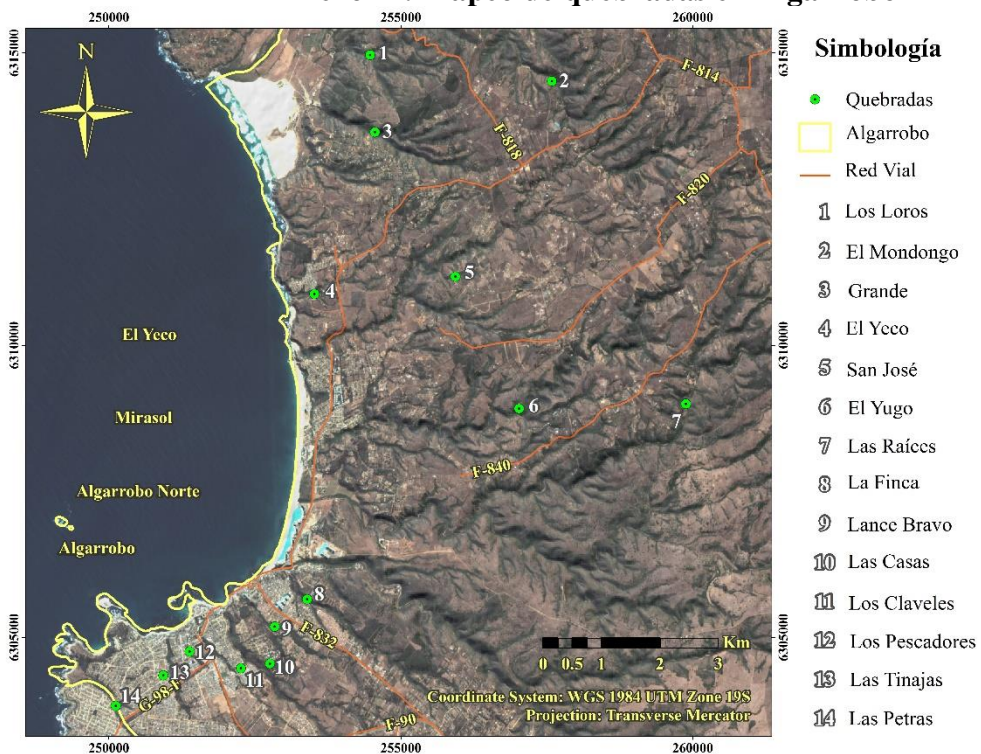 250000
255000
260000
6315000
6310000
6305000
N
1
2
3
4
5
6
7
8
9
10
11
12
13
14
F-814
F-818
F-820
F-840
F-832
F-90
G-98-F
El Yeco
Mirasol
Algarrobo Norte
Algarrobo
Km
0 0.5 1 2 3
Coordinate System: WGS 1984 UTM Zone 19S
Projection: Transverse Mercator
6315000
6310000
6305000
250000
255000
260000
Simbología
Quebradas
Algarrobo
Red Vial
1 Los Loros
2 El Mondongo
3 Grande
4 El Yeco
5 San José
6 El Yugo
7 Las Raíces
8 La Finca
9 Lance Bravo
10 Las Casas
11 Los Claveles
12 Los Pescadores
13 Las Tinajas
14 Las Petras